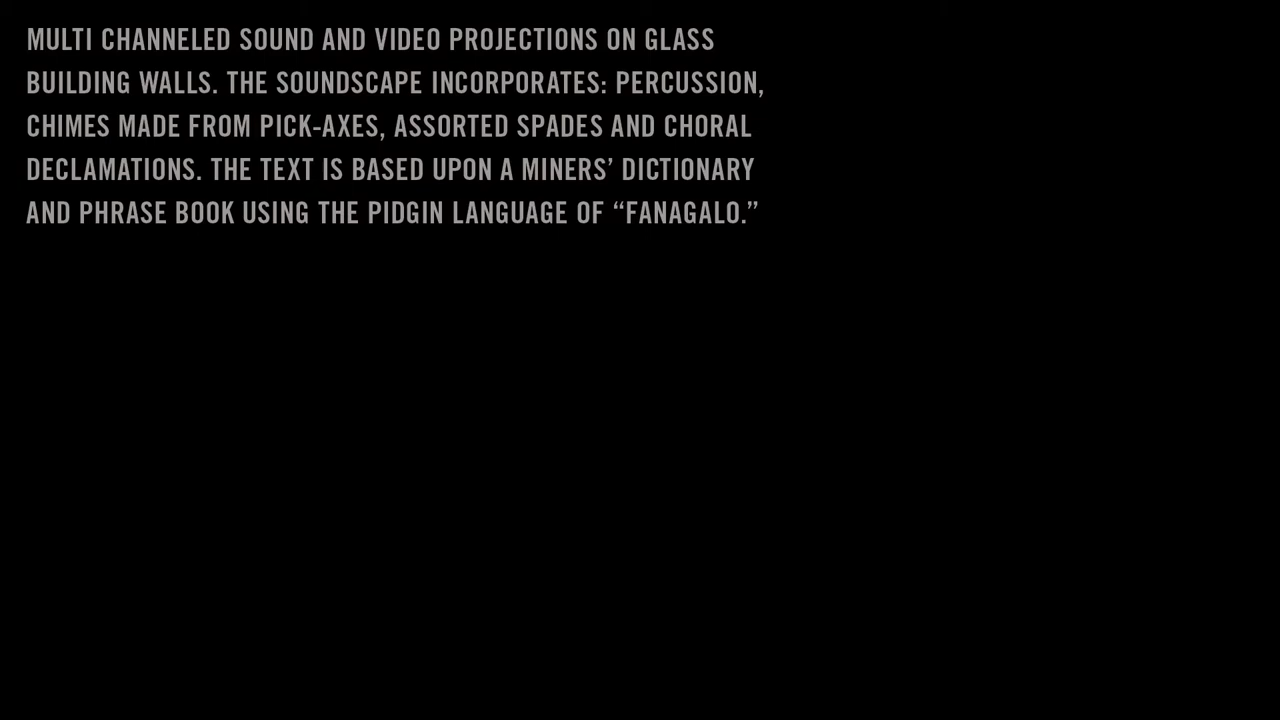 MULTI CHANNELED SOUND AND VIDEO PROJECTIONS ON GLASS
BUILDING WALLS. THE SOUNDSCAPE INCORPORATES: PERCUSSION,
CHIMES MADE FROM PICK-AXES, ASSORTED SPADES AND CHORAL
DECLAMATIONS. THE TEXT IS BASED UPON A MINERS’ DICTIONARY
AND PHRASE BOOK USING THE PIDGIN LANGUAGE OF “FANAGALO.”